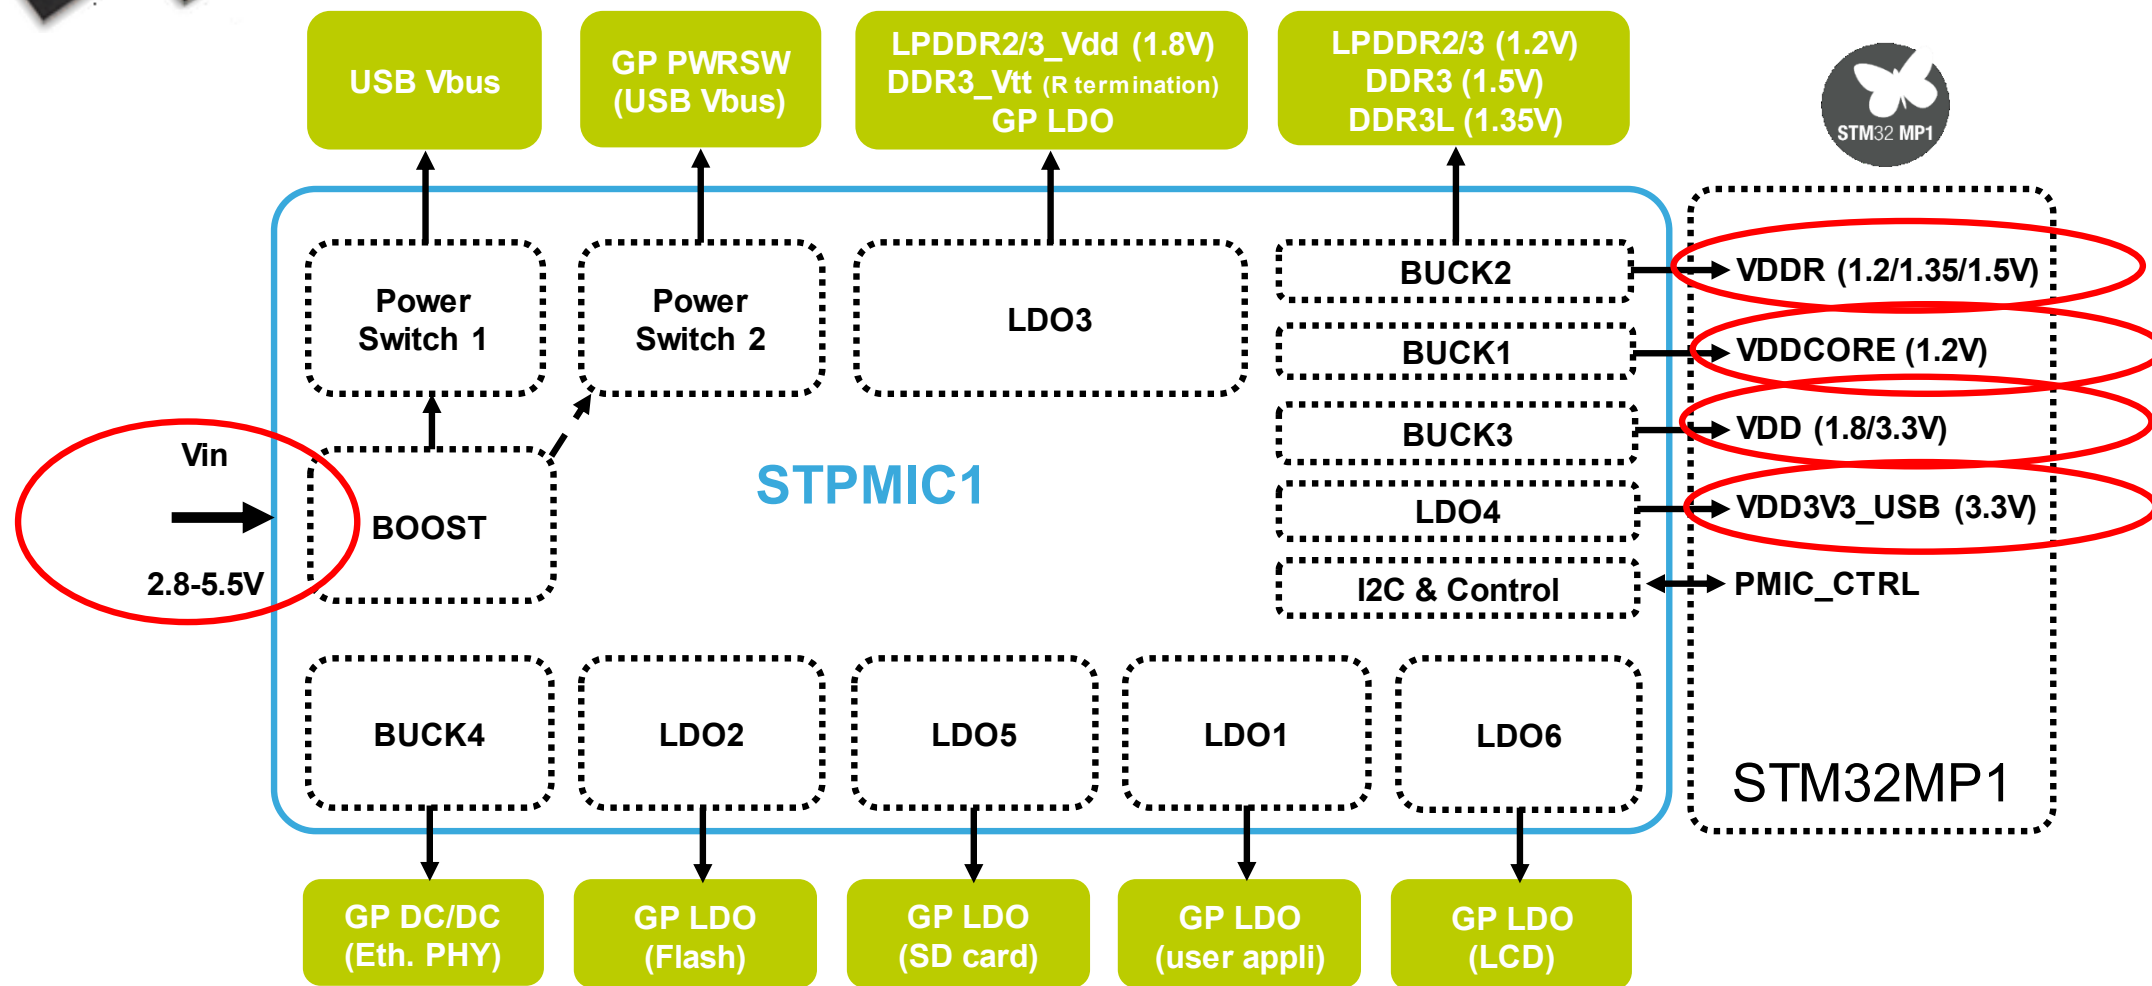 USB Vbus
GP PWRSW
(USB Vbus)
LPDDR2/3_Vdd (1.8V)
DDR3_Vtt (R termination)
GP LDO
LPDDR2/3 (1.2V)
DDR3 (1.5V)
DDR3L (1.35V)
STM32 MP1
Power
Switch 1
Power
Switch 2
LDO3
BUCK2
VDDR (1.2/1.35/1.5V)
BUCK1
VDDCORE (1.2V)
BUCK3
VDD (1.8/3.3V)
Vin
2.8-5.5V
BOOST
STPMIC1
LDO4
VDD3V3_USB (3.3V)
I2C & Control
PMIC_CTRL
BUCK4
LDO2
LDO5
LDO1
LDO6
STM32MP1
GP DC/DC
(Eth. PHY)
GP LDO
(Flash)
GP LDO
(SD card)
GP LDO
(user appli)
GP LDO
(LCD)